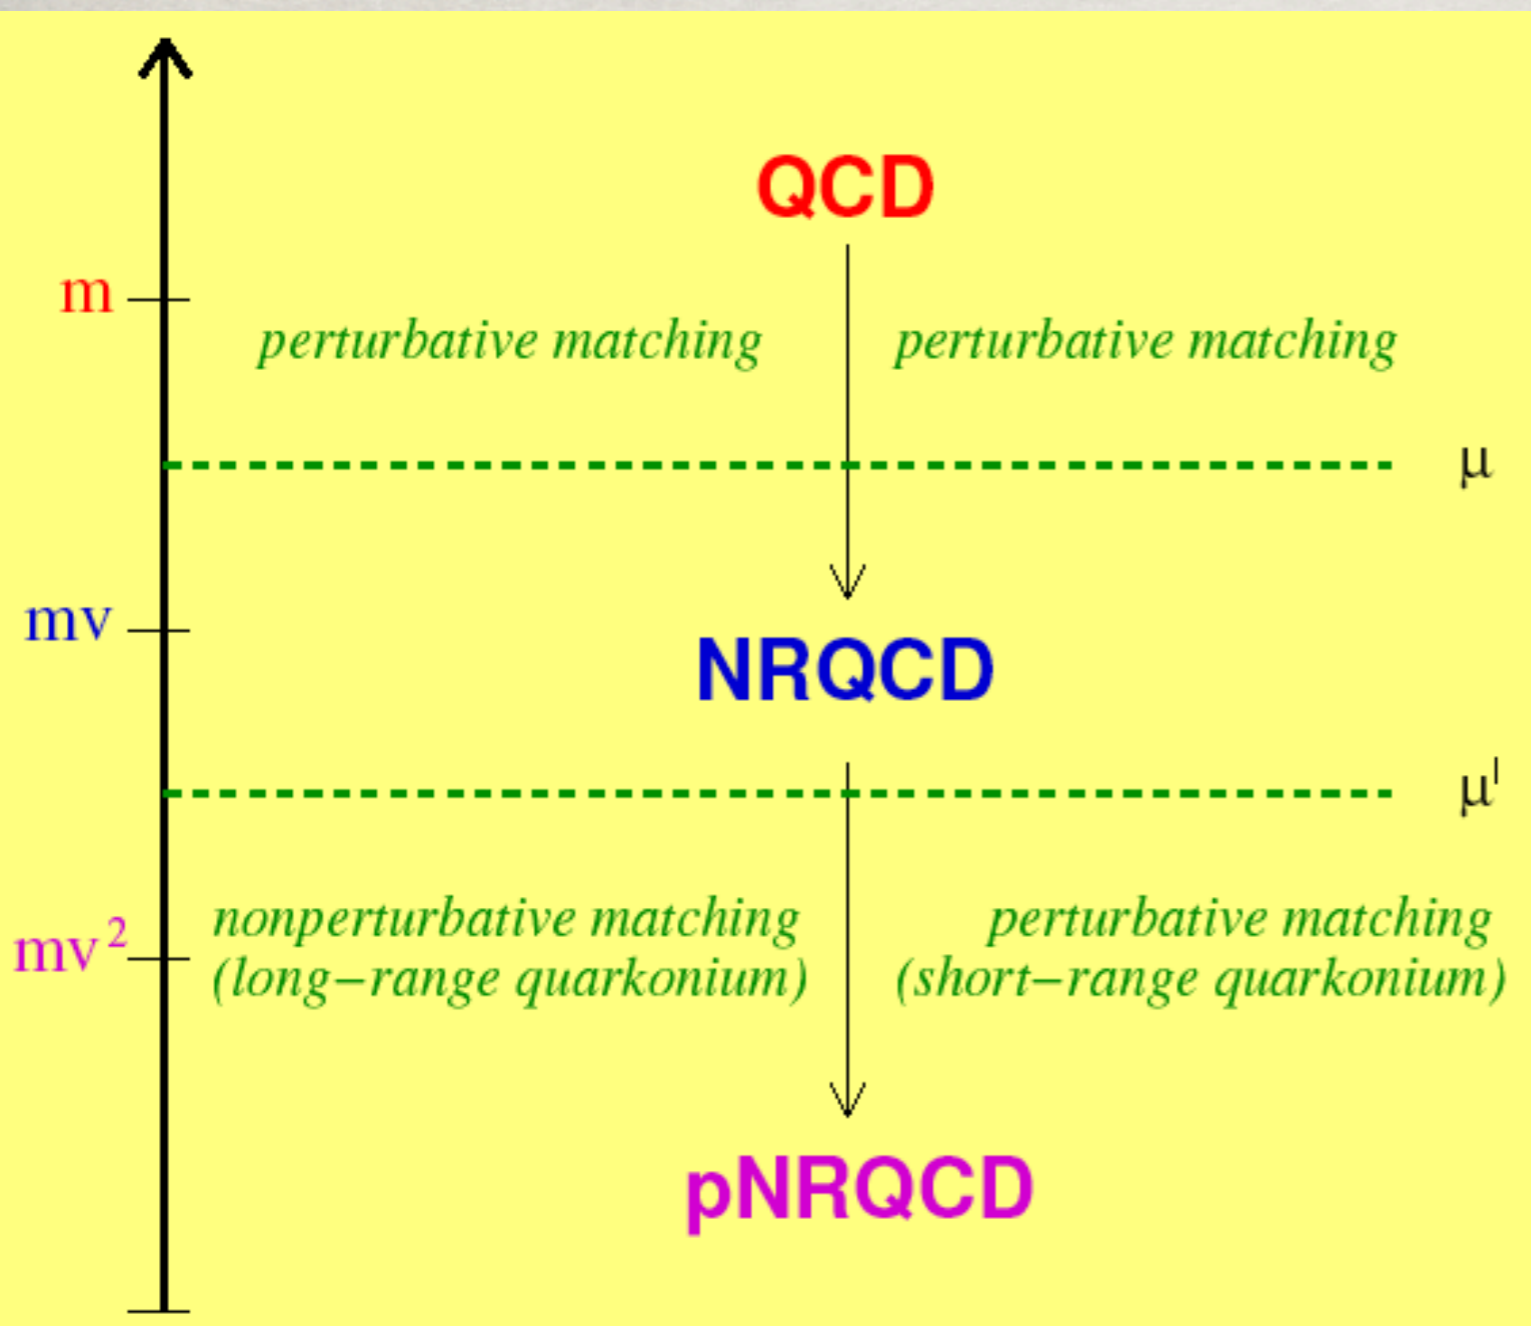 QCD
m
perturbative matching perturbative matching
μ
mv
NRQCD
μ'
nonperturbative matching perturbative matching
mv²
(long–range quarkonium) (short–range quarkonium)
pNRQCD